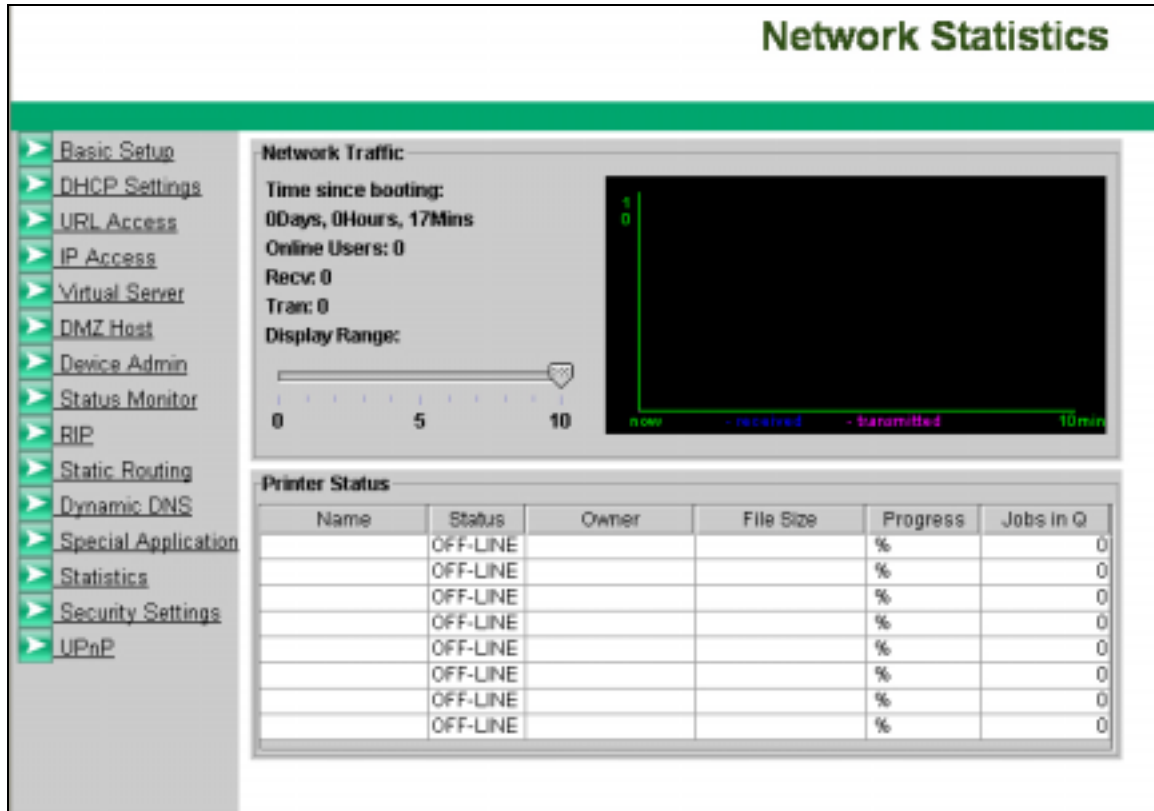 Network Statistics
Basic Setup
DHCP Settings
URL Access
IP Access
Virtual Server
DMZ Host
Device Admin
Status Monitor
RIP
Static Routing
Dynamic DNS
Special Application
Statistics
Security Settings
UPnP
Network Traffic
Time since booting:
0Days, 0Hours, 17Mins
Online Users: 0
Recv: 0
Tran: 0
Display Range:
0 5 10
1
0
now - received - tranmitted 10min
Printer Status
Name Status Owner File Size Progress Jobs in Q
OFF-LINE % 0
OFF-LINE % 0
OFF-LINE % 0
OFF-LINE % 0
OFF-LINE % 0
OFF-LINE % 0
OFF-LINE % 0
OFF-LINE % 0